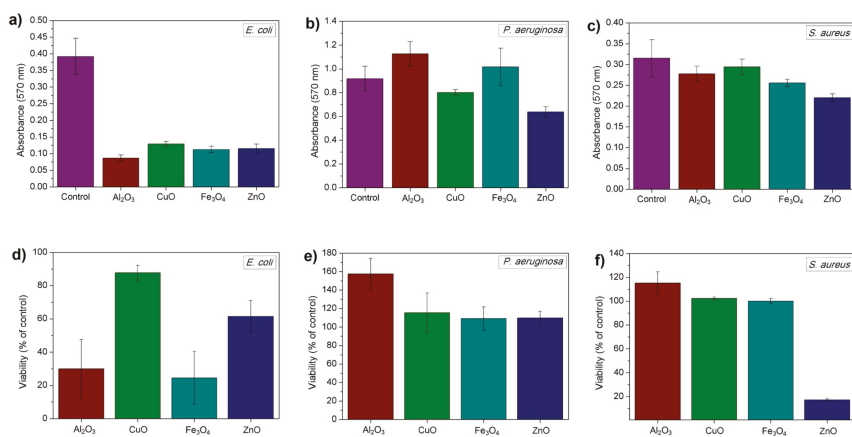 a)
E. coli
Absorbance (570 nm)
0.50
0.45
0.40
0.35
0.30
0.25
0.20
0.15
0.10
0.05
0.00
Control
Al₂O₃
CuO
Fe₃O₄
ZnO
b)
P. aeruginosa
Absorbance (570 nm)
1.4
1.2
1.0
0.8
0.6
0.4
0.2
0.0
Control
Al₂O₃
CuO
Fe₃O₄
ZnO
c)
S. aureus
Absorbance (570 nm)
0.40
0.35
0.30
0.25
0.20
0.15
0.10
0.05
0.00
Control
Al₂O₃
CuO
Fe₃O₄
ZnO
d)
E. coli
Viability (% of control)
100
80
60
40
20
0
Al₂O₃
CuO
Fe₃O₄
ZnO
e)
P. aeruginosa
Viability (% of control)
180
160
140
120
100
80
60
40
20
0
Al₂O₃
CuO
Fe₃O₄
ZnO
f)
S. aureus
Viability (% of control)
140
120
100
80
60
40
20
Al₂O₃
CuO
Fe₃O₄
ZnO